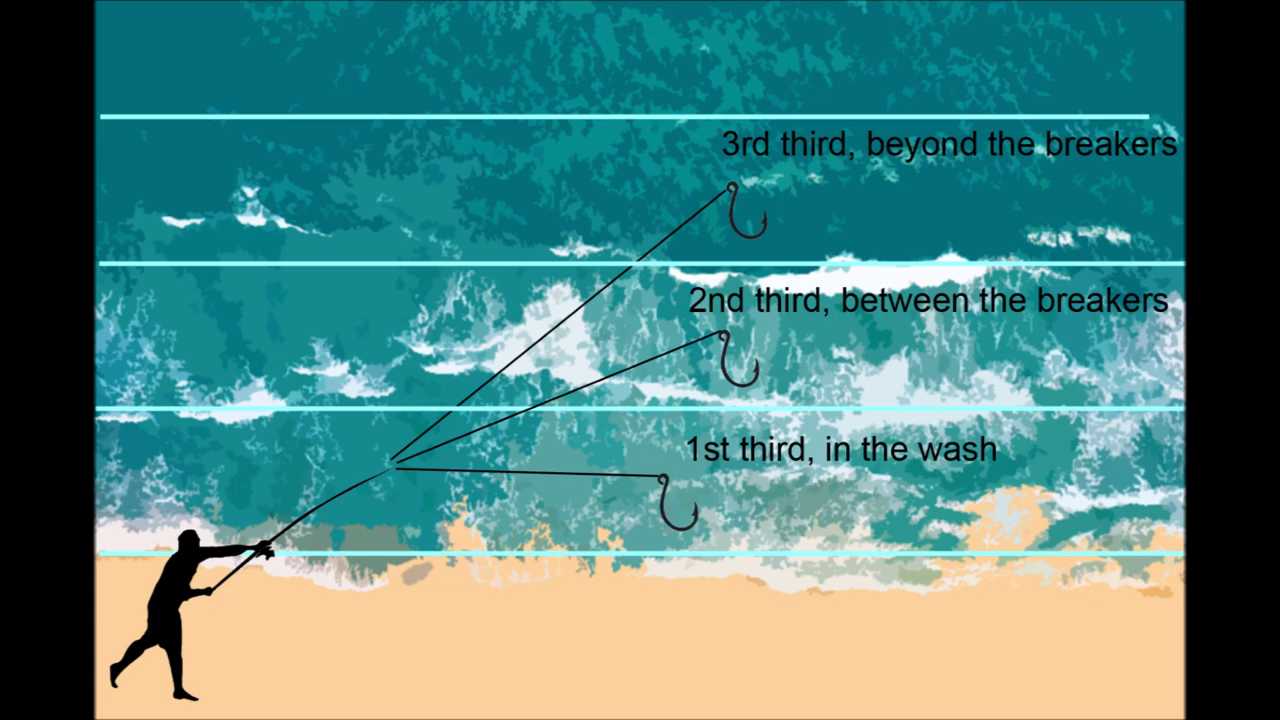 3rd third, beyond the breakers
2nd third, between the breakers
1st third, in the wash